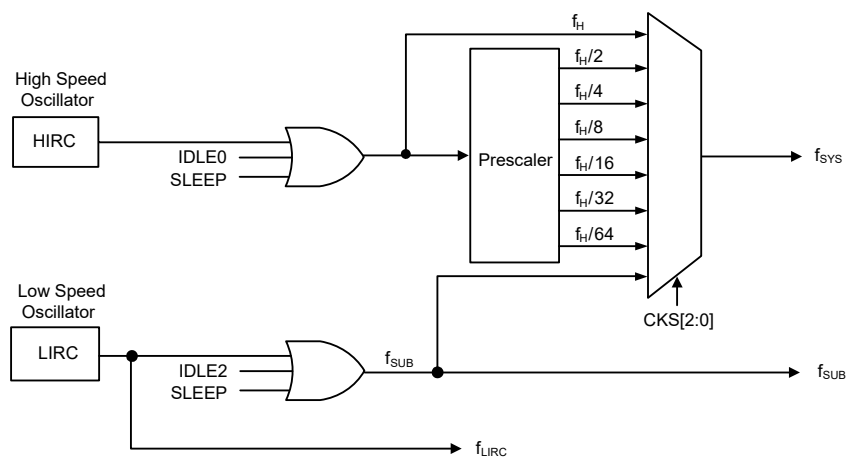 High Speed
Oscillator
HIRC
IDLE0
SLEEP
Prescaler
fH
fH/2
fH/4
fH/8
fH/16
fH/32
fH/64
fSYS
CKS[2:0]
Low Speed
Oscillator
LIRC
IDLE2
SLEEP
fSUB
fSUB
fLIRC